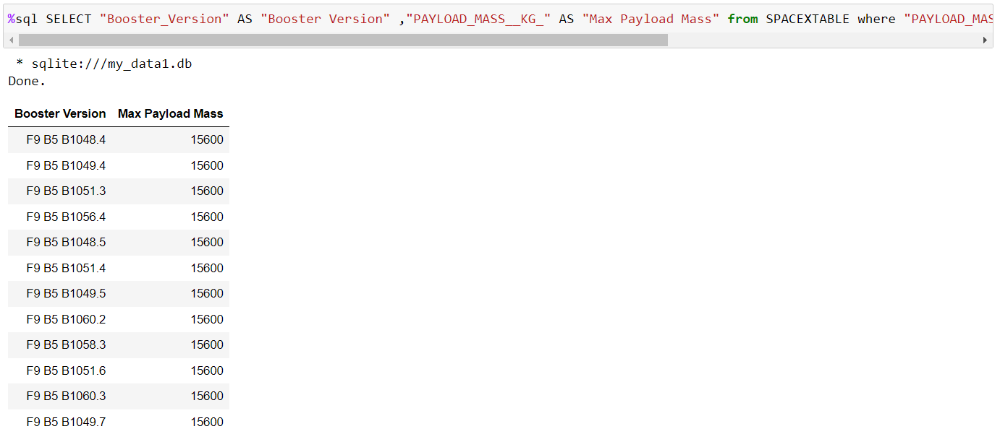 %sql SELECT "Booster_Version" AS "Booster Version" ,"PAYLOAD_MASS__KG_" AS "Max Payload Mass" from SPACEXTABLE where "PAYLOAD_MAS
* sqlite:///my_data1.db
Done.
Booster Version Max Payload Mass
F9 B5 B1048.4 15600
F9 B5 B1049.4 15600
F9 B5 B1051.3 15600
F9 B5 B1056.4 15600
F9 B5 B1048.5 15600
F9 B5 B1051.4 15600
F9 B5 B1049.5 15600
F9 B5 B1060.2 15600
F9 B5 B1058.3 15600
F9 B5 B1051.6 15600
F9 B5 B1060.3 15600
F9 B5 B1049.7 15600